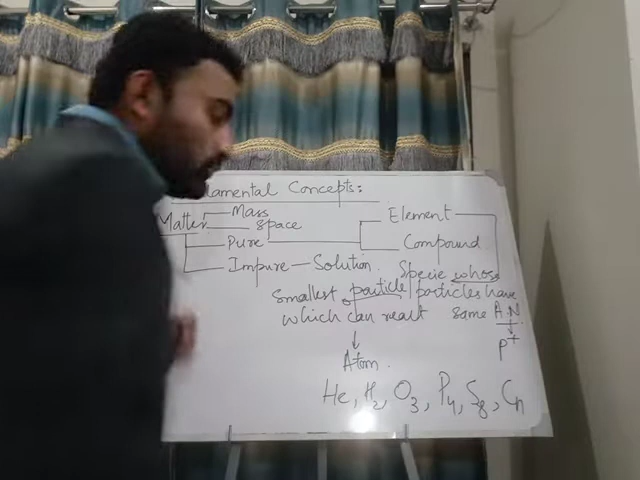 damental Concepts:
Matter Mass
space
Element
Pure
Compound
Impure — Solution.
Specie whose
Smallest particle particles have
which can react same A.N
P+
Atom.
He, H2, O3, P4, S8, Cn